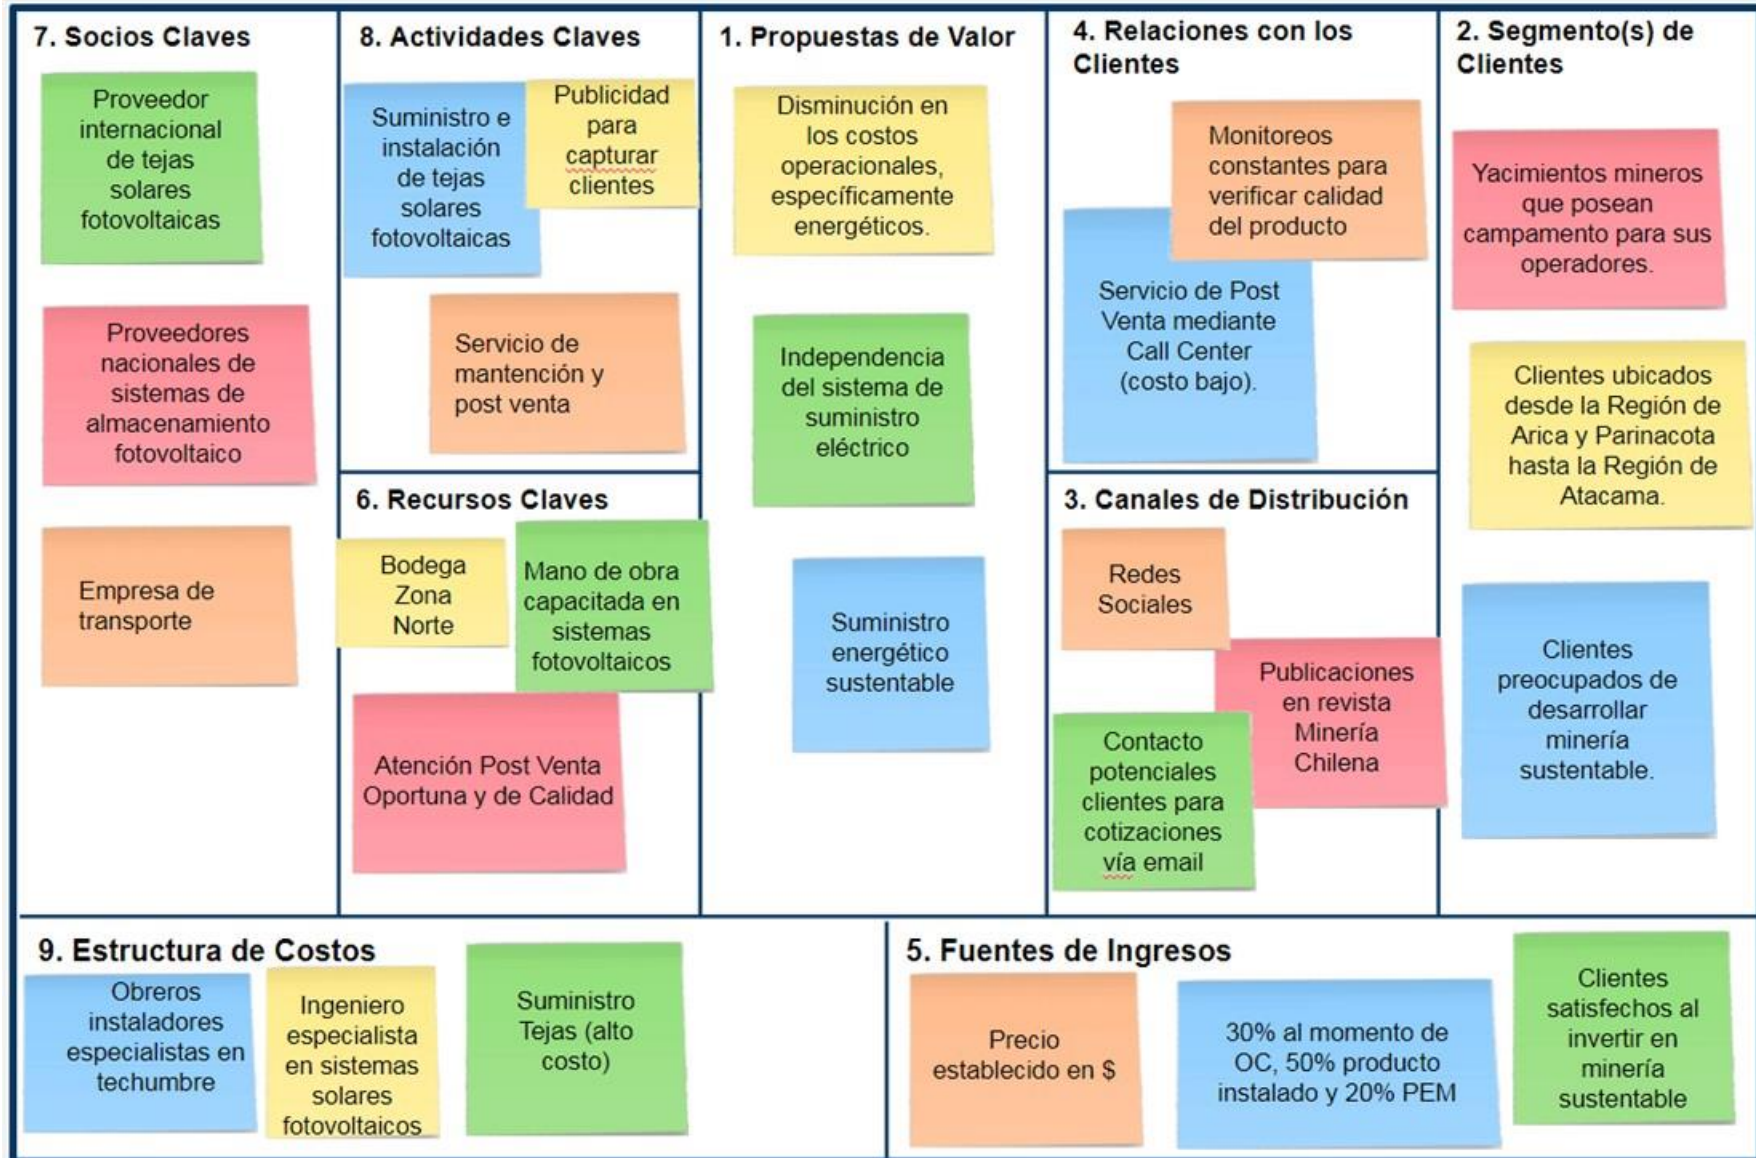 7. Socios Claves
Proveedor
internacional
de tejas
solares
fotovoltaicas
Proveedores
nacionales de
sistemas de
almacenamiento
fotovoltaico
Empresa de
transporte
8. Actividades Claves
Suministro e
instalación
de tejas
solares
fotovoltaicas
Publicidad
para
capturar
clientes
Servicio de
mantención y
post venta
6. Recursos Claves
Bodega
Zona
Norte
Mano de obra
capacitada en
sistemas
fotovoltaicos
Atención Post Venta
Oportuna y de Calidad
1. Propuestas de Valor
Disminución en
los costos
operacionales,
específicamente
energéticos.
Independencia
del sistema de
suministro
eléctrico
Suministro
energético
sustentable
4. Relaciones con los
Clientes
Monitoreos
constantes para
verificar calidad
del producto
Servicio de Post
Venta mediante
Call Center
(costo bajo).
3. Canales de Distribución
Redes
Sociales
Publicaciones
en revista
Minería
Chilena
Contacto
potenciales
clientes para
cotizaciones
vía email
2. Segmento(s) de
Clientes
Yacimientos mineros
que posean
campamento para sus
operadores.
Clientes ubicados
desde la Región de
Arica y Parinacota
hasta la Región de
Atacama.
Clientes
preocupados de
desarrollar
minería
sustentable.
9. Estructura de Costos
Obreros
instaladores
especialistas en
techumbre
Ingeniero
especialista
en sistemas
solares
fotovoltaicos
Suministro
Tejas (alto
costo)
5. Fuentes de Ingresos
Precio
establecido en $
30% al momento de
OC, 50% producto
instalado y 20% PEM
Clientes
satisfechos al
invertir en
minería
sustentable